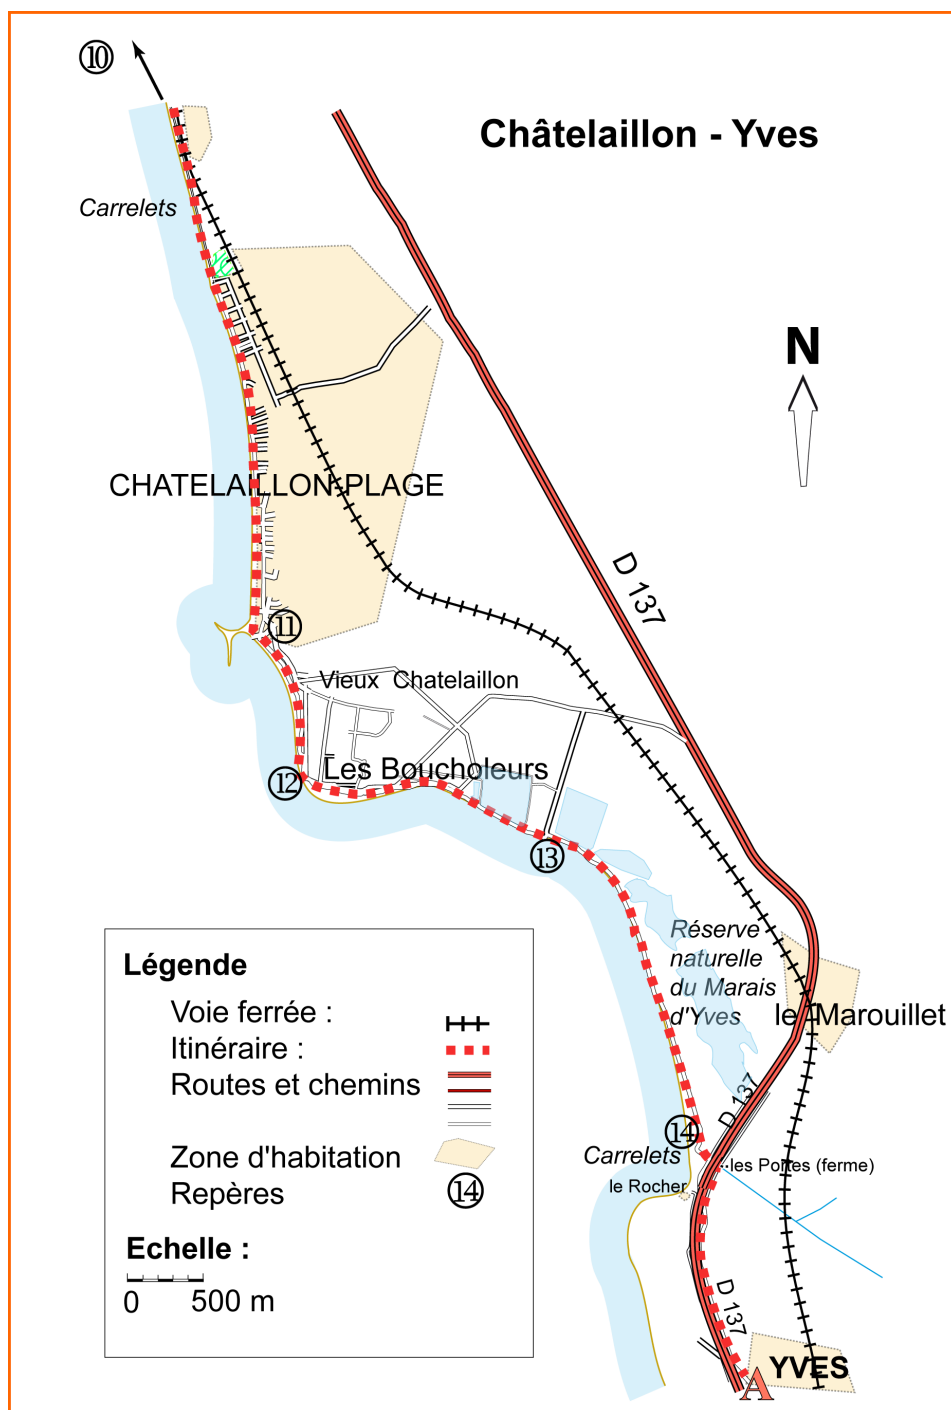 ⑩
Châtelaillon - Yves
Carrelets
N
CHATELAILLON-PLAGE
D 137
⑪
Vieux Chatelaillon
Les Boucholeurs
⑫
⑬
Réserve
naturelle
du Marais
d'Yves
le Marouillet
D 137
⑭
Carrelets
les Portes (ferme)
le Rocher
D 137
YVES
A
Légende
Voie ferrée :
Itinéraire :
Routes et chemins
Zone d'habitation
Repères ⑭
Echelle :
0 500 m